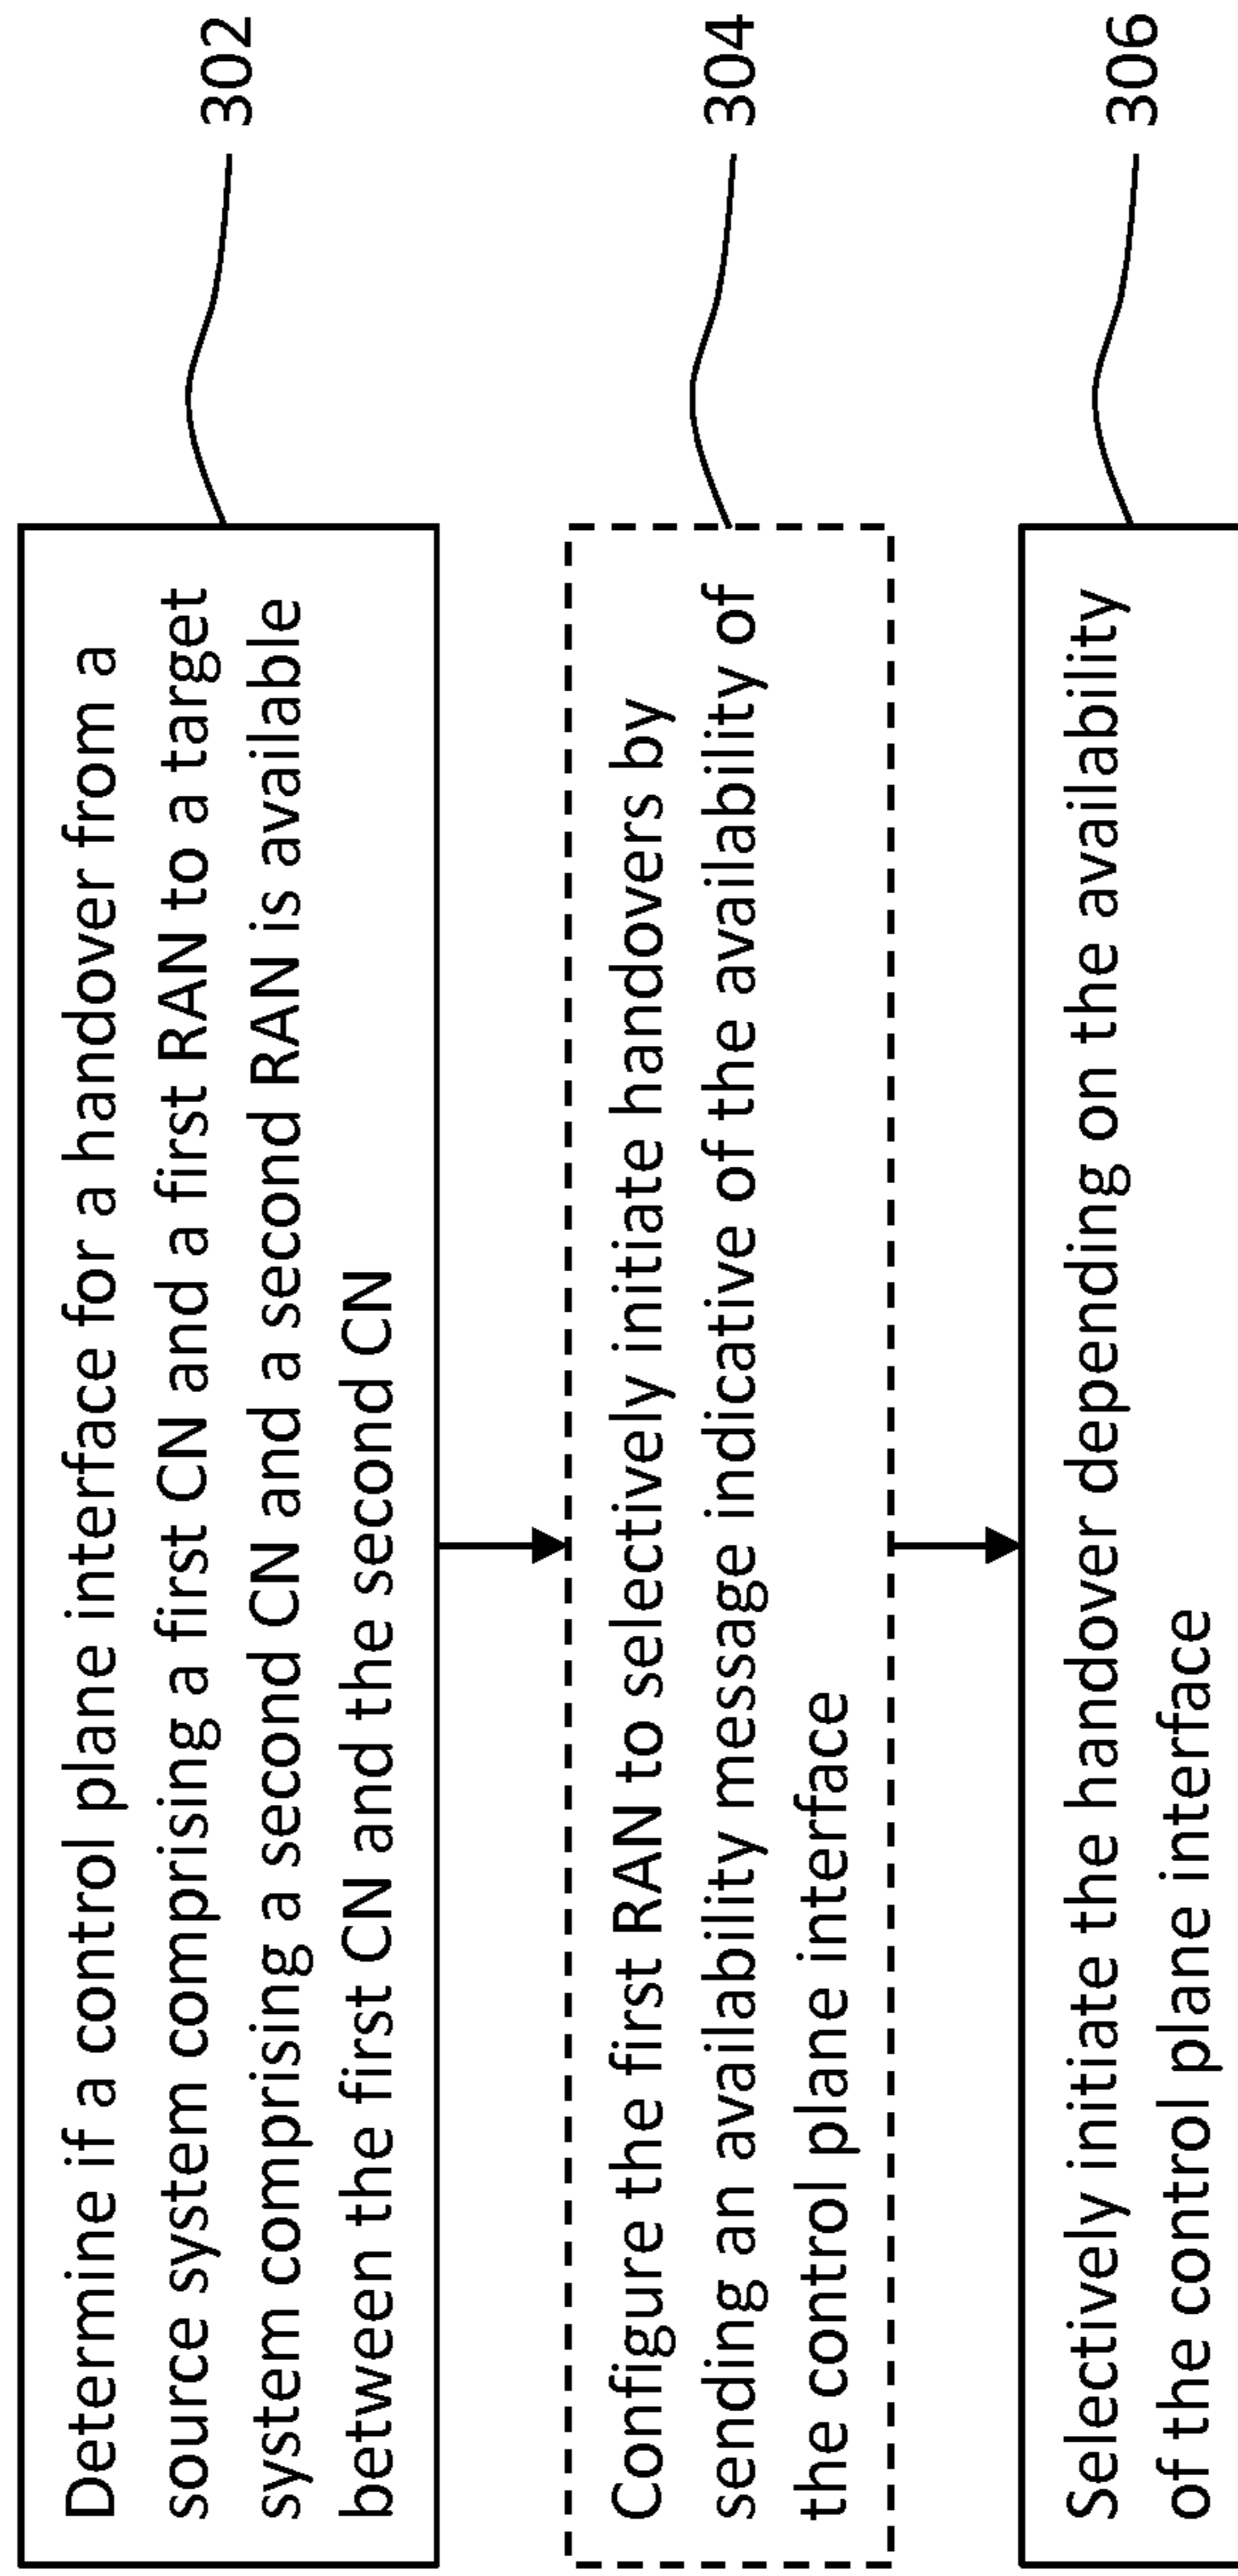 Determine if a control plane interface for a handover from a
source system comprising a first CN and a first RAN to a target
system comprising a second CN and a second RAN is available
between the first CN and the second CN
302
Configure the first RAN to selectively initiate handovers by
sending an availability message indicative of the availability of
the control plane interface
304
Selectively initiate the handover depending on the availability
of the control plane interface
306